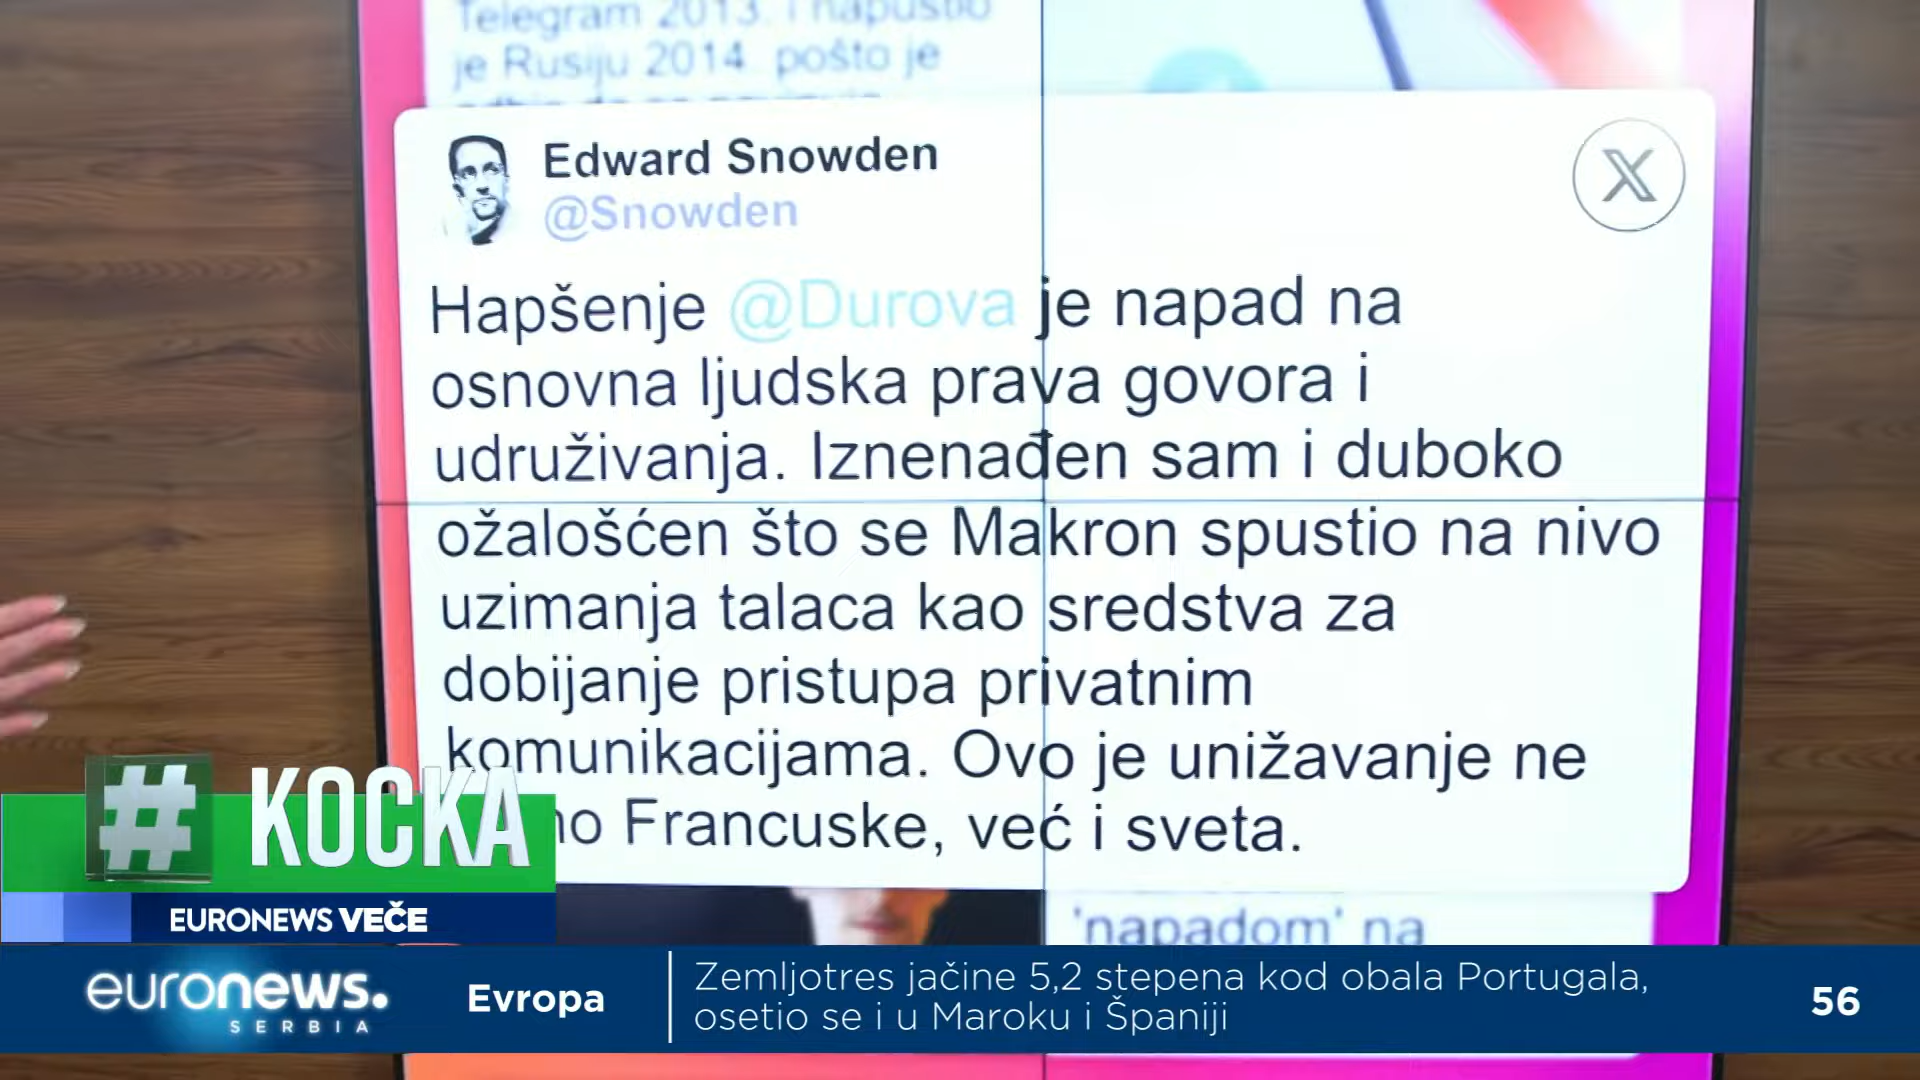 Telegram 2013. i napustio
je Rusiju 2014. pošto je
Edward Snowden
@Snowden
X
Hapšenje @Durova je napad na
osnovna ljudska prava govora i
udruživanja. Iznenađen sam i duboko
ožalošćen što se Makron spustio na nivo
uzimanja talaca kao sredstva za
dobijanje pristupa privatnim
komunikacijama. Ovo je unižavanje ne
no Francuske, već i sveta.
'napadom' na
# KOCKA
EURONEWS VEČE
euronews.
SERBIA
Evropa
Zemljotres jačine 5,2 stepena kod obala Portugala,
osetio se i u Maroku i Španiji
56